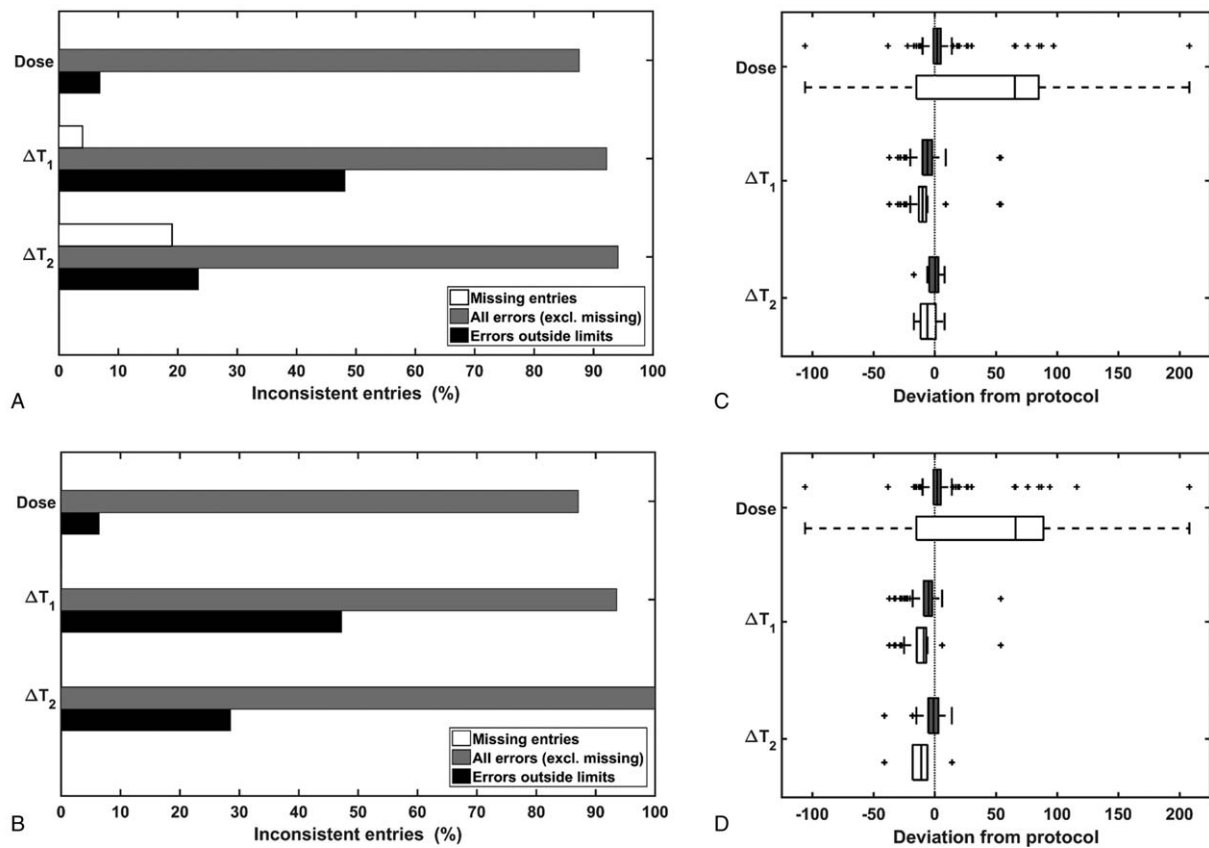 Dose
ΔT1
ΔT2
Missing entries
All errors (excl. missing)
Errors outside limits
0 10 20 30 40 50 60 70 80 90 100
Inconsistent entries (%)
A
Dose
ΔT1
ΔT2
-100 -50 0 50 100 150 200
Deviation from protocol
C
Dose
ΔT1
ΔT2
Missing entries
All errors (excl. missing)
Errors outside limits
0 10 20 30 40 50 60 70 80 90 100
Inconsistent entries (%)
B
Dose
ΔT1
ΔT2
-100 -50 0 50 100 150 200
Deviation from protocol
D